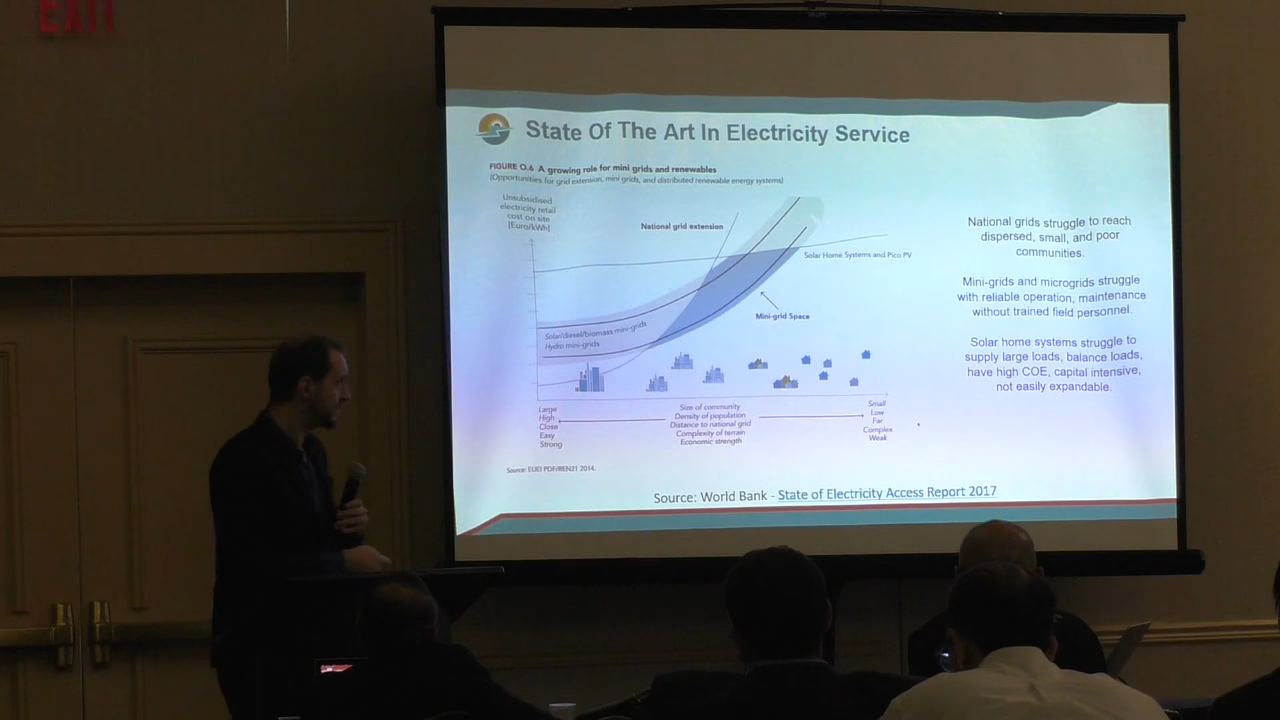 EXIT
State Of The Art In Electricity Service
FIGURE O.6 A growing role for mini grids and renewables
(Opportunities for grid extension, mini grids, and distributed renewable energy systems)
Unsubsidised
electricity retail
cost on site
[Euro/kWh]
National grid extension
Solar Home Systems and Pico PV
Mini-grid Space
Solar/diesel/biomass mini-grids
Hydro mini-grids
Large
High
Close
Easy
Strong
Size of community
Density of population
Distance to national grid
Complexity of terrain
Economic strength
Small
Low
Far
Complex
Weak
Source: EUEI PDF/REN21 2014.
National grids struggle to reach
dispersed, small, and poor
communities.
Mini-grids and microgrids struggle
with reliable operation, maintenance
without trained field personnel.
Solar home systems struggle to
supply large loads, balance loads,
have high COE, capital intensive,
not easily expandable.
Source: World Bank - State of Electricity Access Report 2017